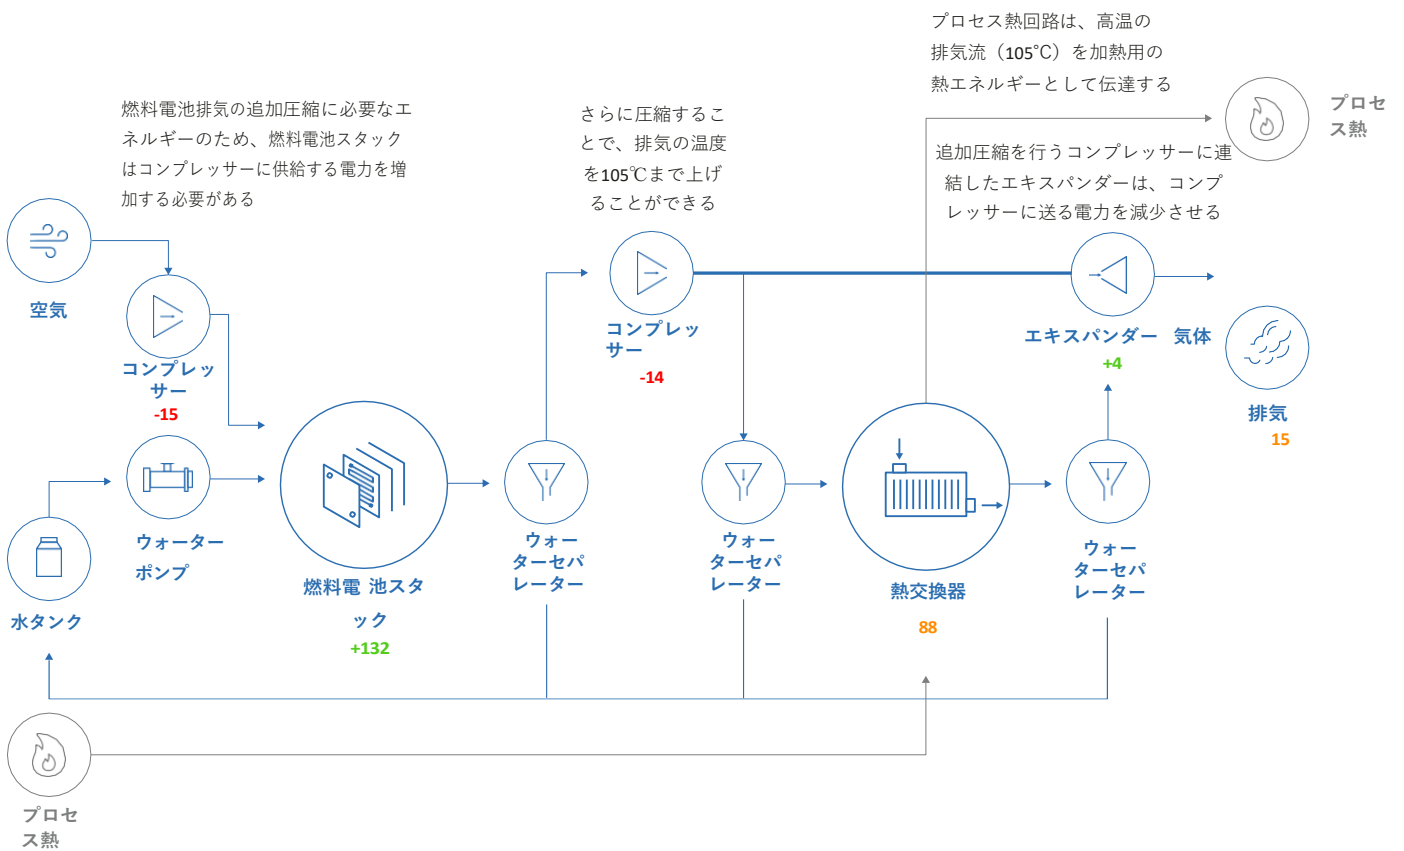 プロセス熱回路は、高温の
排気流（105°C）を加熱用の
熱エネルギーとして伝達する
プロセ
ス熱
燃料電池排気の追加圧縮に必要なエ
ネルギーのため、燃料電池スタック
はコンプレッサーに供給する電力を増
加する必要がある
さらに圧縮するこ
とで、排気の温度
を105℃まで上げ
ることができる
追加圧縮を行うコンプレッサーに連
結したエキスパンダーは、コンプ
レッサーに送る電力を減少させる
空気
コンプレッ
サー
-15
コンプレッ
サー
-14
エキスパンダー 気体
+4
排気
15
ウォーター
ポンプ
水タンク
燃料電 池スタ
ック
+132
ウォー
ターセパ
レーター
ウォー
ターセパ
レーター
熱交換器
88
ウォー
ターセパ
レーター
プロセ
ス熱